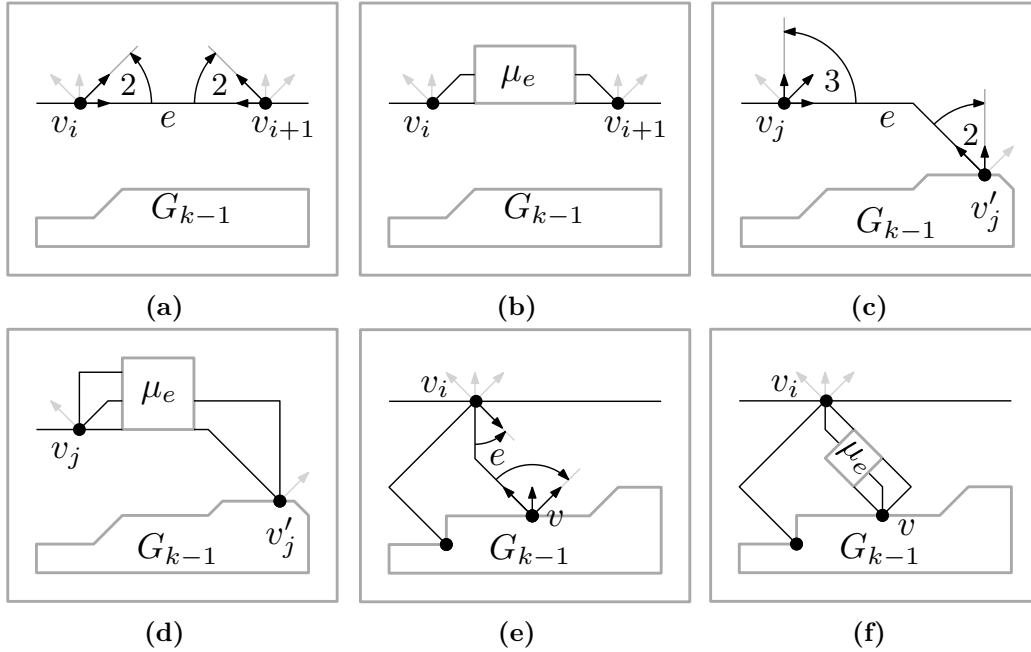 2 2
v_i e v_{i+1}
G_{k−1}
(a)
μ_e
v_i v_{i+1}
G_{k−1}
(b)
3
v_j e 2
v'_j
G_{k−1}
(c)
μ_e
v_j
v'_j
G_{k−1}
(d)
v_i
e
v
G_{k−1}
(e)
v_i
μ_e
v
G_{k−1}
(f)